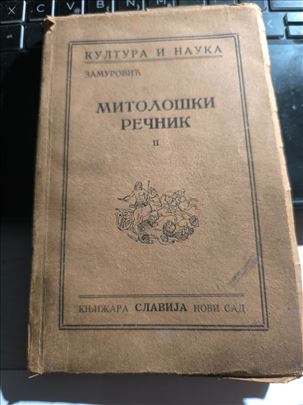 КУЛТУРА И НАУКА
ЗАМУРОВИЋ
МИТОЛОШКИ
РЕЧНИК
II
КЊИЖАРА СЛАВИЈА НОВИ САД